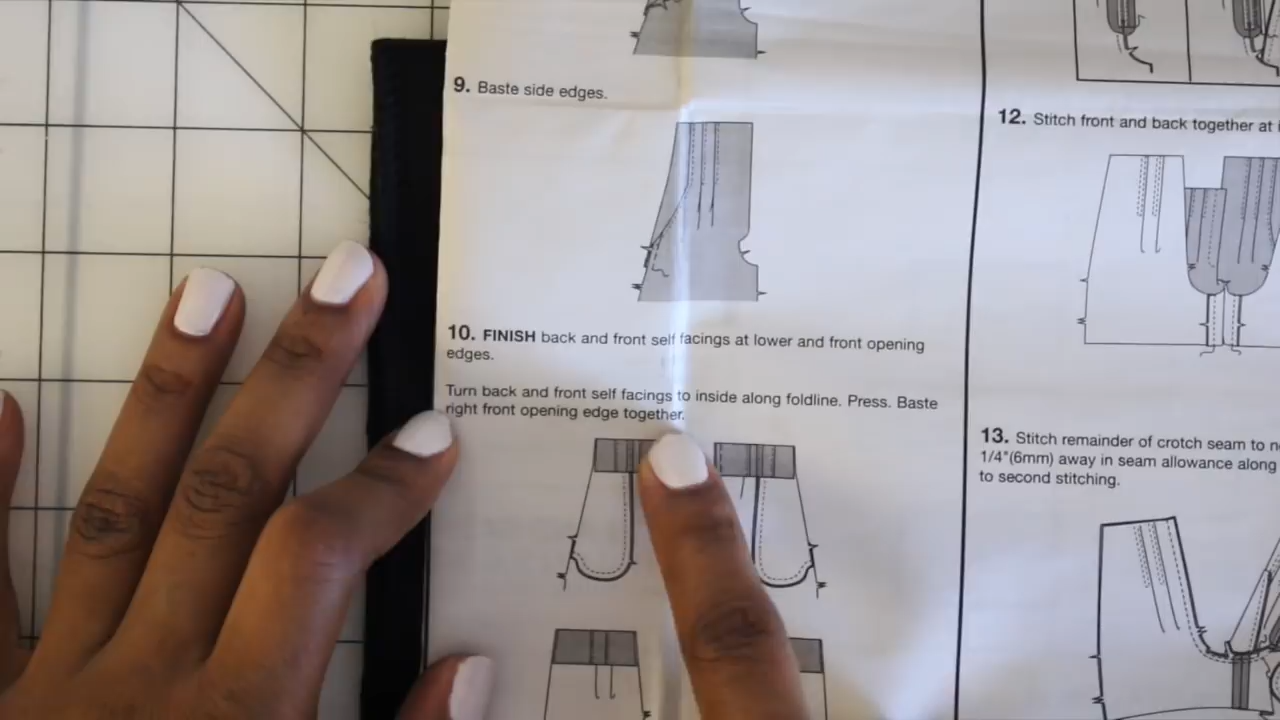 9. Baste side edges.
10. FINISH back and front self facings at lower and front opening
edges.
Turn back and front self facings to inside along foldline. Press. Baste
right front opening edge together.
12. Stitch front and back together at
13. Stitch remainder of crotch seam to
1/4"(6mm) away in seam allowance along
to second stitching.